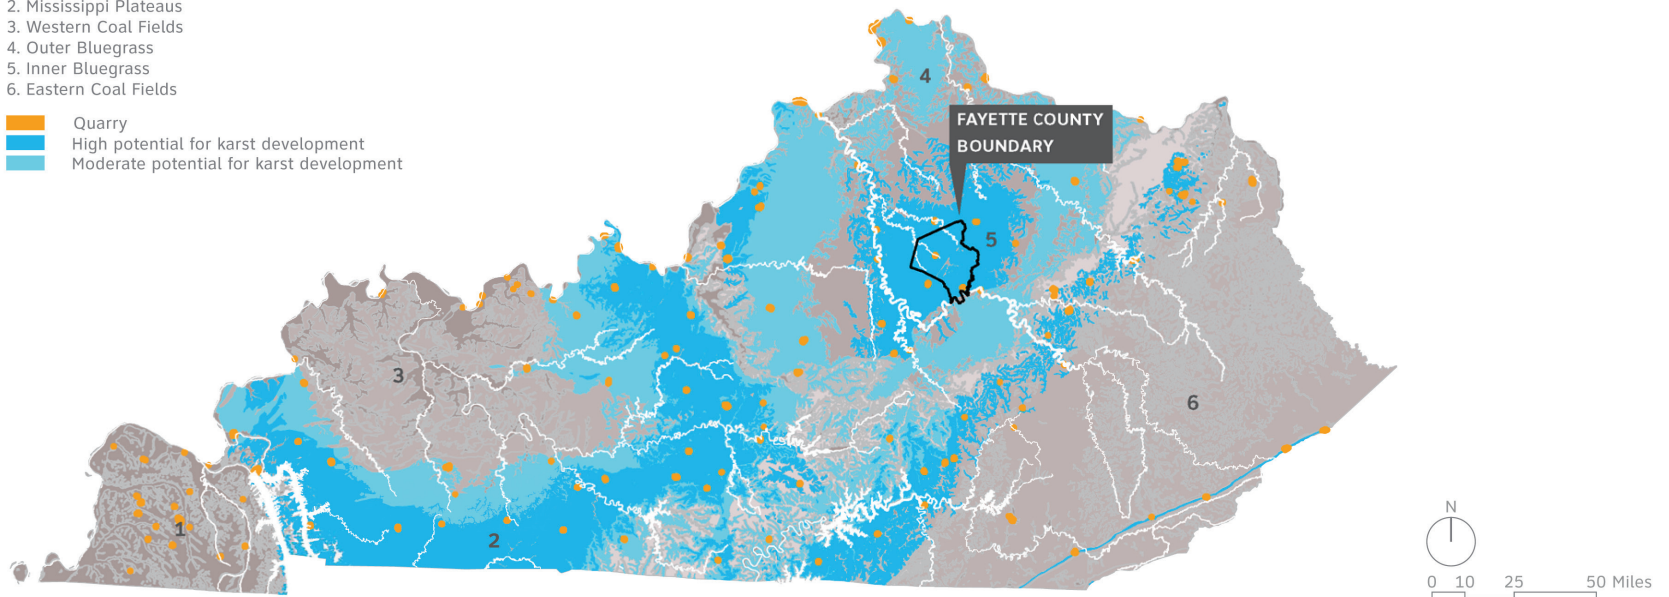 2. Mississippi Plateaus
3. Western Coal Fields
4. Outer Bluegrass
5. Inner Bluegrass
6. Eastern Coal Fields
Quarry
High potential for karst development
Moderate potential for karst development
FAYETTE COUNTY
BOUNDARY
4
5
3
6
1
2
N
0 10 25 50 Miles